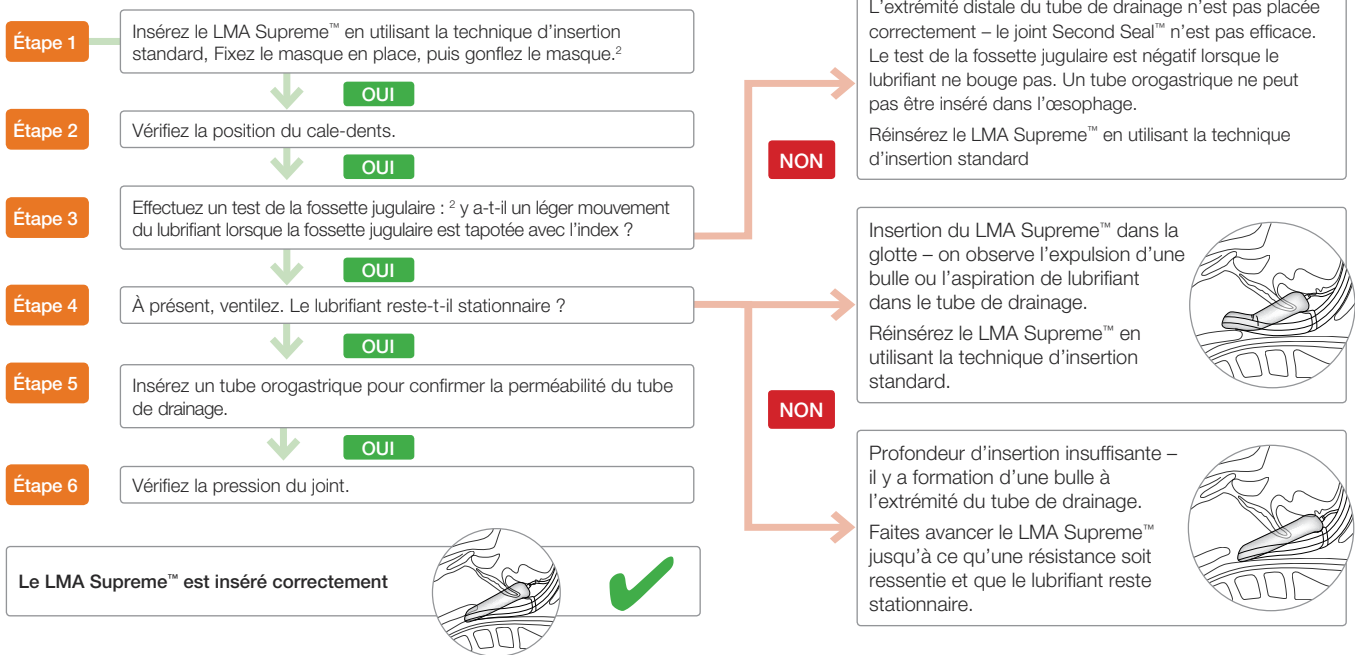 Étape 1
Insérez le LMA Supreme™ en utilisant la technique d’insertion
standard, Fixez le masque en place, puis gonflez le masque.²
OUI
Étape 2
Vérifiez la position du cale-dents.
OUI
Étape 3
Effectuez un test de la fossette jugulaire : ² y a-t-il un léger mouvement
du lubrifiant lorsque la fossette jugulaire est tapotée avec l’index ?
OUI
Étape 4
À présent, ventilez. Le lubrifiant reste-t-il stationnaire ?
OUI
Étape 5
Insérez un tube orogastrique pour confirmer la perméabilité du tube
de drainage.
OUI
Étape 6
Vérifiez la pression du joint.
Le LMA Supreme™ est inséré correctement
NON
L’extrémité distale du tube de drainage n’est pas placée
correctement – le joint Second Seal™ n’est pas efficace.
Le test de la fossette jugulaire est négatif lorsque le
lubrifiant ne bouge pas. Un tube orogastrique ne peut
pas être inséré dans l’œsophage.
Réinsérez le LMA Supreme™ en utilisant la technique
d’insertion standard
NON
Insertion du LMA Supreme™ dans la
glotte – on observe l’expulsion d’une
bulle ou l’aspiration de lubrifiant
dans le tube de drainage.
Réinsérez le LMA Supreme™ en
utilisant la technique d’insertion
standard.
Profondeur d’insertion insuffisante –
il y a formation d’une bulle à
l’extrémité du tube de drainage.
Faites avancer le LMA Supreme™
jusqu’à ce qu’une résistance soit
ressentie et que le lubrifiant reste
stationnaire.